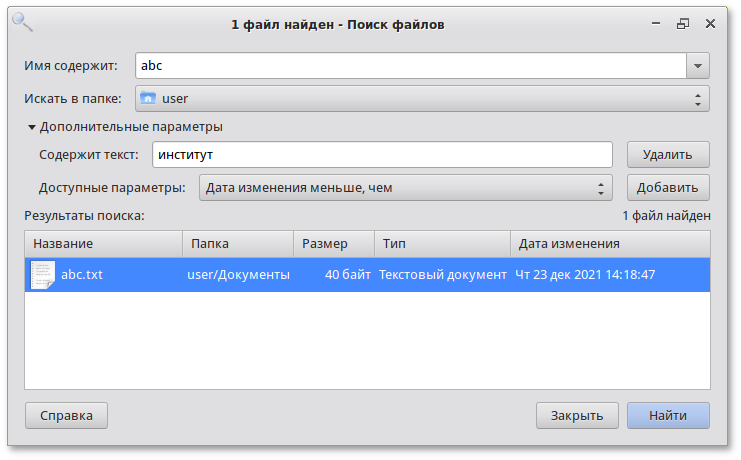 1 файл найден - Поиск файлов
Имя содержит: abc
Искать в папке: user
Дополнительные параметры
Содержит текст: институт Удалить
Доступные параметры: Дата изменения меньше, чем Добавить
Результаты поиска: 1 файл найден
Название Папка Размер Тип Дата изменения
abc.txt user/Документы 40 байт Текстовый документ Чт 23 дек 2021 14:18:47
Справка Закрыть Найти